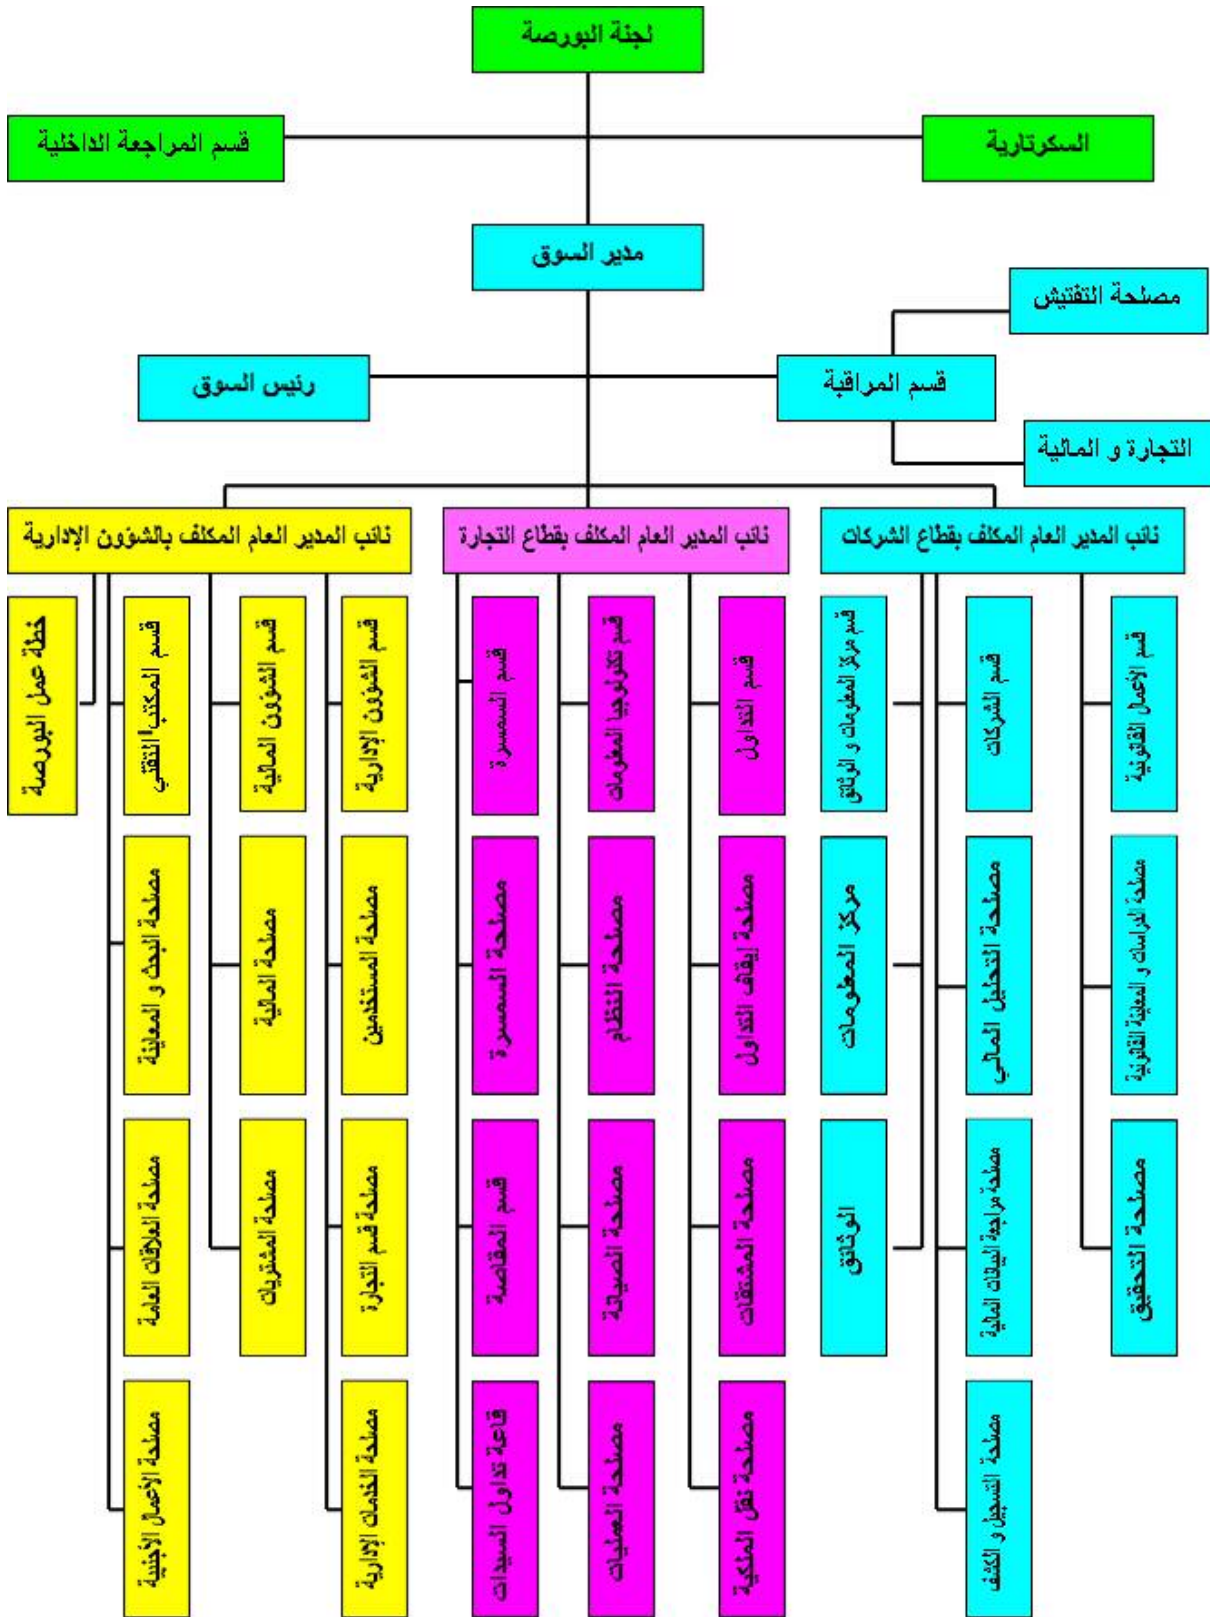 لجنة البورصة
السكرتارية
قسم المراجعة الداخلية
مدير السوق
مصلحة التفتيش
قسم المراقبة
رئيس السوق
التجارة و المالية
نائب المدير العام المكلف بقطاع الشركات
نائب المدير العام المكلف بقطاع التجارة
نائب المدير العام المكلف بالشؤون الإدارية
قسم الأعمال القانونية
قسم الشركات
قسم مركز المعلومات و الوثائق
قسم التداول
قسم تكنولوجيا المعلومات
قسم السمسرة
قسم الشؤون الإدارية
قسم الشؤون المالية
قسم المكتب التقني
خطة عمل البورصة
مصلحة الدراسات و المعاينة القانونية
مصلحة التحليل المالي
مركز المعلومات
مصلحة إيقاف التداول
مصلحة النظام
مصلحة السمسرة
مصلحة المستخدمين
مصلحة المالية
مصلحة البحث و المعاينة
مصلحة التحقيق
مصلحة مراجعة البيانات المالية
الوثائق
مصلحة المشتقات
مصلحة الصيانة
قسم المقاصة
مصلحة قسم التجارة
مصلحة المشتريات
مصلحة العلاقات العامة
مصلحة التسجيل و الكشف
مصلحة نقل الملكية
مصلحة العمليات
قاعة تداول السيدات
مصلحة الخدمات الإدارية
مصلحة الأعمال الأجنبية